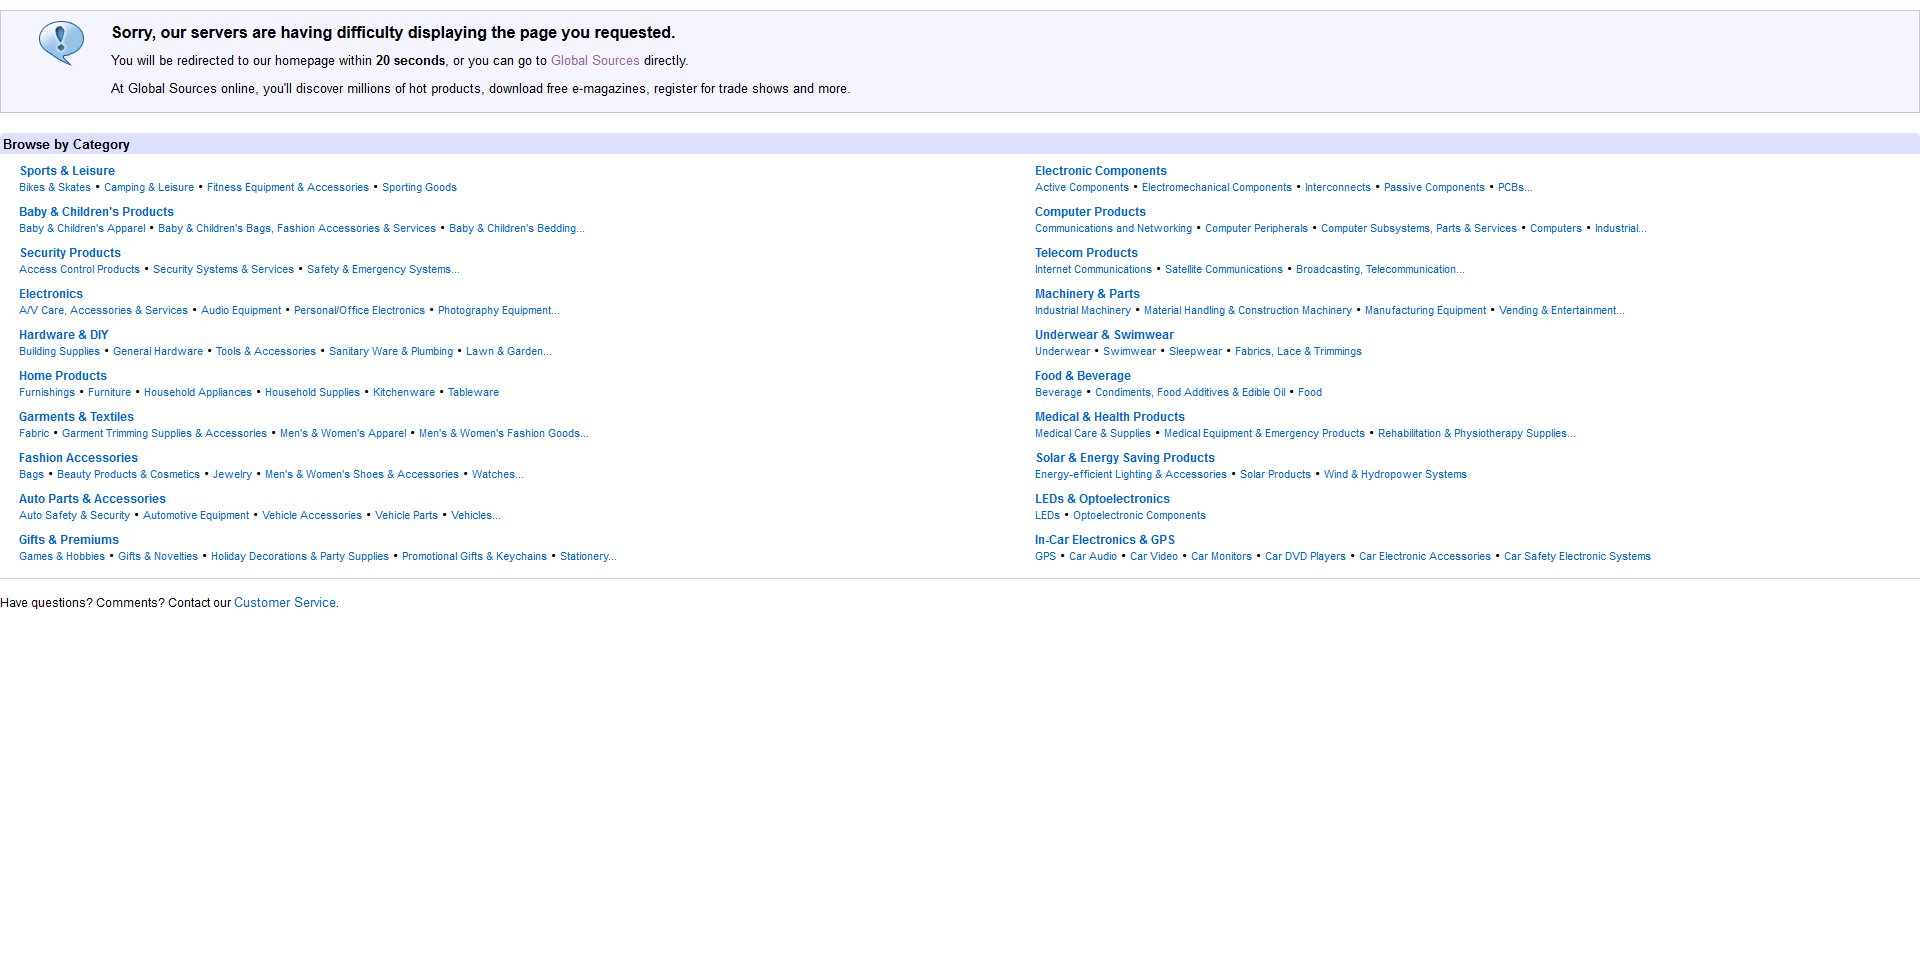 Sorry, our servers are having difficulty displaying the page you requested.
You will be redirected to our homepage within 20 seconds, or you can go to Global Sources directly.
At Global Sources online, you'll discover millions of hot products, download free e-magazines, register for trade shows and more.
Browse by Category
Sports & Leisure
Bikes & Skates • Camping & Leisure • Fitness Equipment & Accessories • Sporting Goods
Baby & Children's Products
Baby & Children's Apparel • Baby & Children's Bags, Fashion Accessories & Services • Baby & Children's Bedding...
Security Products
Access Control Products • Security Systems & Services • Safety & Emergency Systems...
Electronics
A/V Care, Accessories & Services • Audio Equipment • Personal/Office Electronics • Photography Equipment...
Hardware & DIY
Building Supplies • General Hardware • Tools & Accessories • Sanitary Ware & Plumbing • Lawn & Garden...
Home Products
Furnishings • Furniture • Household Appliances • Household Supplies • Kitchenware • Tableware
Garments & Textiles
Fabric • Garment Trimming Supplies & Accessories • Men's & Women's Apparel • Men's & Women's Fashion Goods...
Fashion Accessories
Bags • Beauty Products & Cosmetics • Jewelry • Men's & Women's Shoes & Accessories • Watches...
Auto Parts & Accessories
Auto Safety & Security • Automotive Equipment • Vehicle Accessories • Vehicle Parts • Vehicles...
Gifts & Premiums
Games & Hobbies • Gifts & Novelties • Holiday Decorations & Party Supplies • Promotional Gifts & Keychains • Stationery...
Electronic Components
Active Components • Electromechanical Components • Interconnects • Passive Components • PCBs...
Computer Products
Communications and Networking • Computer Peripherals • Computer Subsystems, Parts & Services • Computers • Industrial...
Telecom Products
Internet Communications • Satellite Communications • Broadcasting, Telecommunication...
Machinery & Parts
Industrial Machinery • Material Handling & Construction Machinery • Manufacturing Equipment • Vending & Entertainment...
Underwear & Swimwear
Underwear • Swimwear • Sleepwear • Fabrics, Lace & Trimmings
Food & Beverage
Beverage • Condiments, Food Additives & Edible Oil • Food
Medical & Health Products
Medical Care & Supplies • Medical Equipment & Emergency Products • Rehabilitation & Physiotherapy Supplies...
Solar & Energy Saving Products
Energy-efficient Lighting & Accessories • Solar Products • Wind & Hydropower Systems
LEDs & Optoelectronics
LEDs • Optoelectronic Components
In-Car Electronics & GPS
GPS • Car Audio • Car Video • Car Monitors • Car DVD Players • Car Electronic Accessories • Car Safety Electronic Systems
Have questions? Comments? Contact our Customer Service.